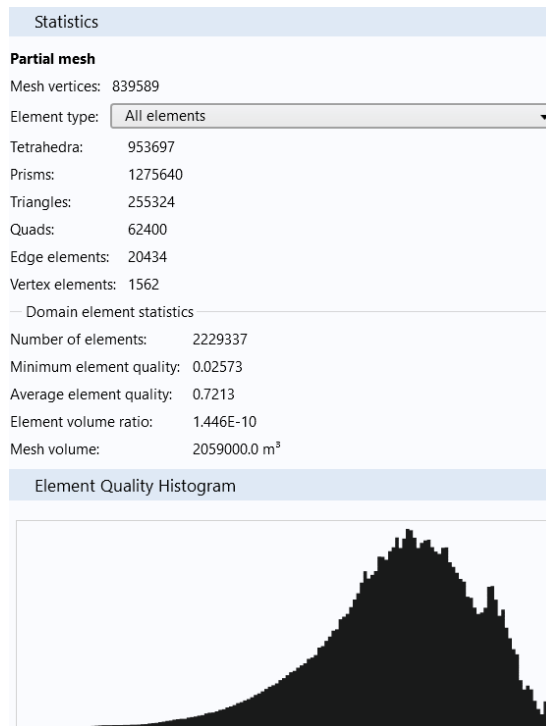 Statistics
Partial mesh
Mesh vertices: 839589
Element type: All elements
Tetrahedra: 953697
Prisms: 1275640
Triangles: 255324
Quads: 62400
Edge elements: 20434
Vertex elements: 1562
Domain element statistics
Number of elements: 2229337
Minimum element quality: 0.02573
Average element quality: 0.7213
Element volume ratio: 1.446E-10
Mesh volume: 2059000.0 m³
Element Quality Histogram